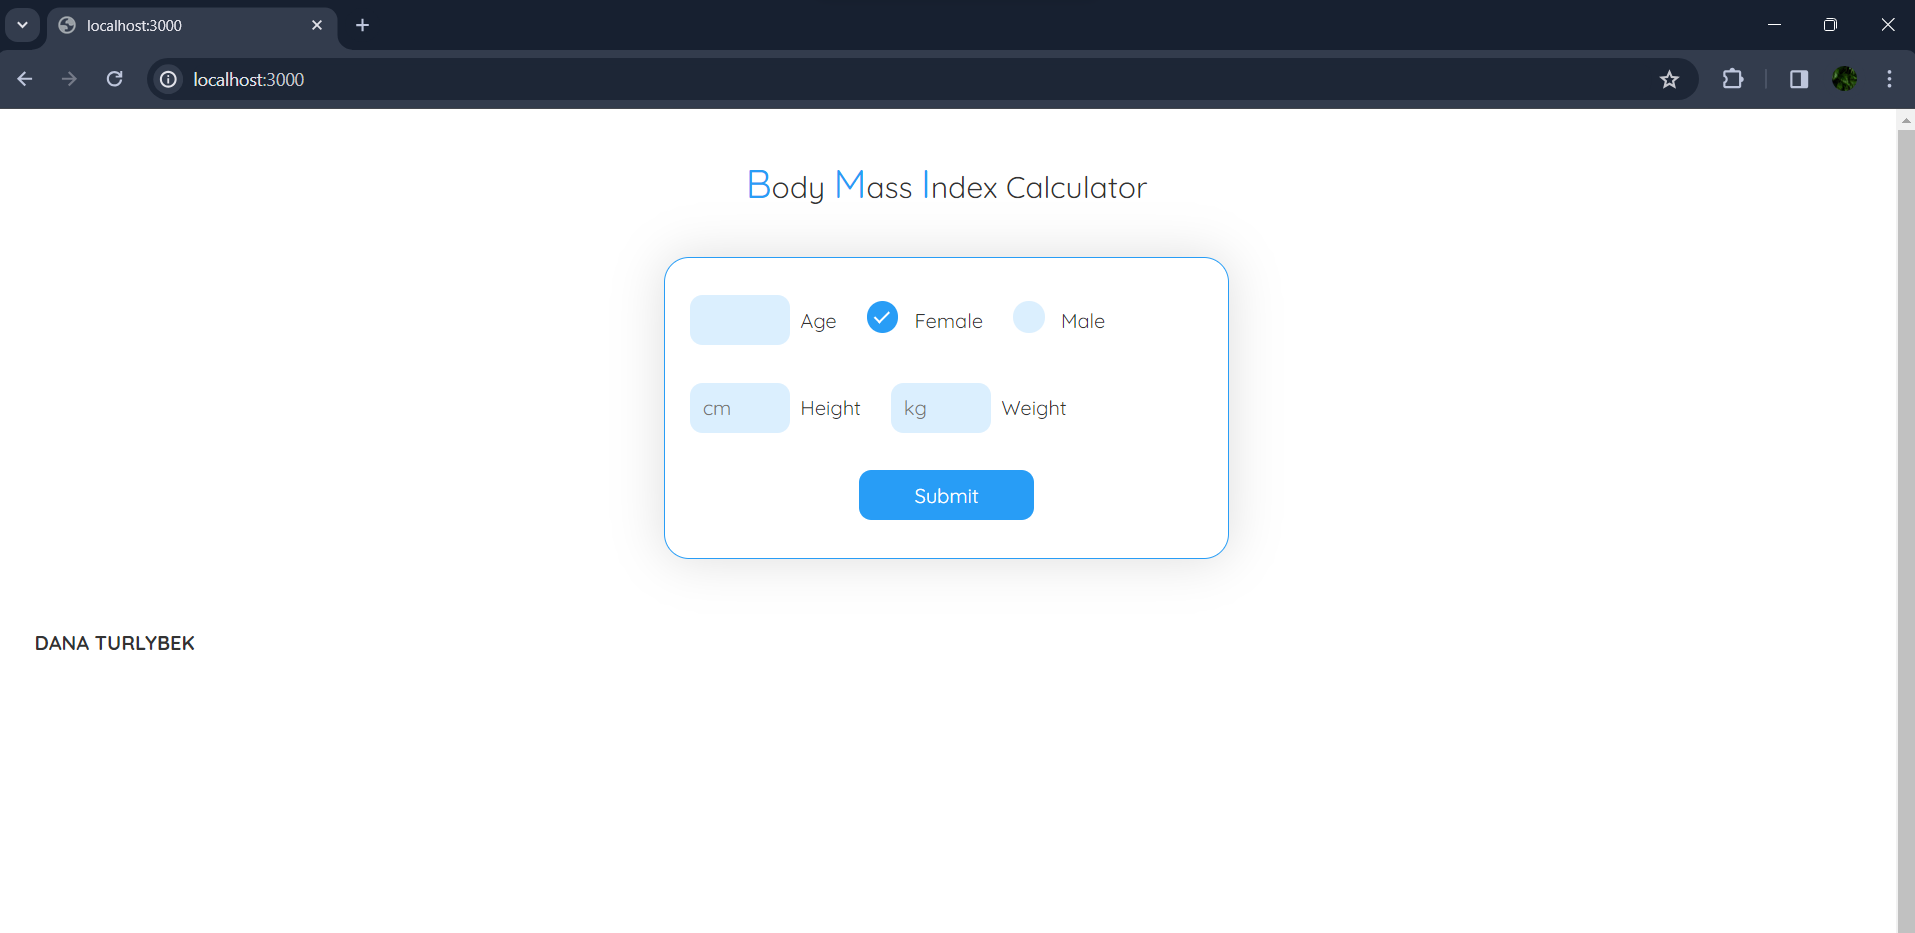 localhost:3000
localhost:3000
Body Mass Index Calculator
Age Female Male
cm Height kg Weight
Submit
DANA TURLYBEK